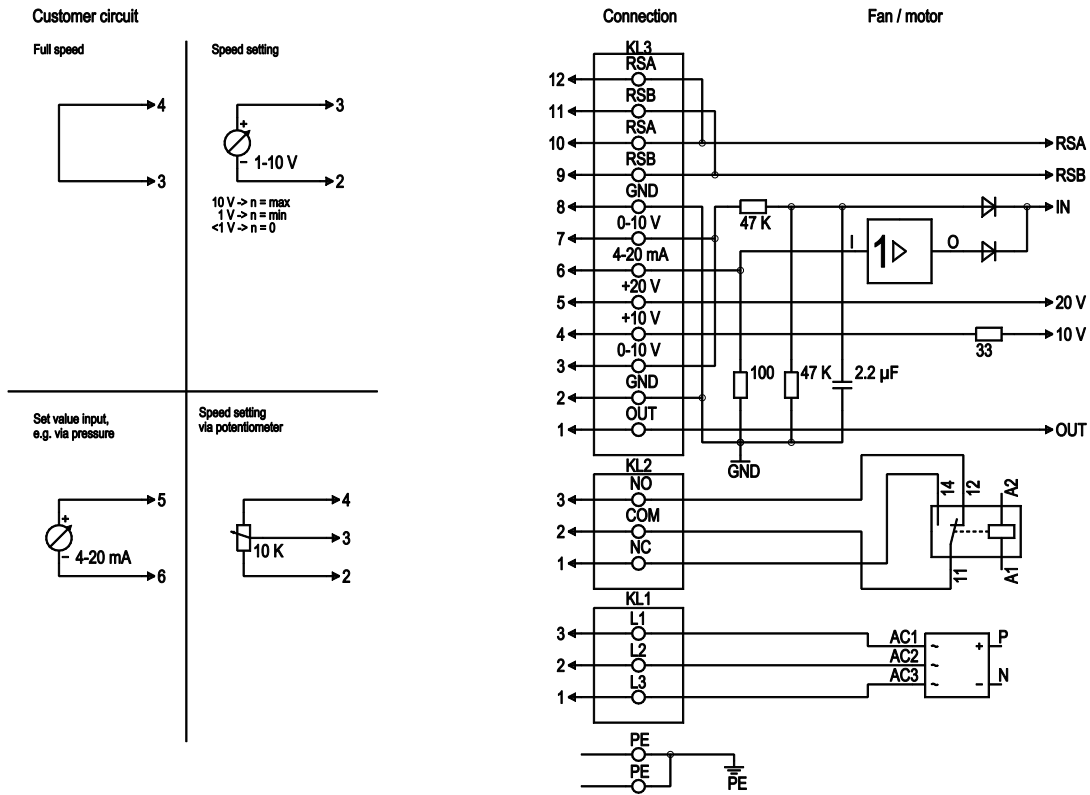 Customer circuit
Connection
Fan / motor
Full speed
4
3
Speed setting
3
+
−
1-10 V
2
10 V -> n = max
1 V -> n = min
<1 V -> n = 0
Set value input,
e.g. via pressure
5
+
−
4-20 mA
6
Speed setting
via potentiometer
4
3
10 K
2
KL3
RSA
12
RSB
11
RSA
10
RSA
RSB
9
RSB
GND
8
IN
47 K
0-10 V
7
I
1
O
4-20 mA
6
+20 V
5
20 V
+10 V
4
10 V
33
0-10 V
3
100
47 K
2.2 µF
GND
2
OUT
1
OUT
GND
KL2
NO
3
COM
2
NC
1
14
12
A2
11
A1
KL1
L1
3
L2
2
L3
1
AC1
~
+
P
AC2
~
AC3
~
−
N
PE
PE
PE